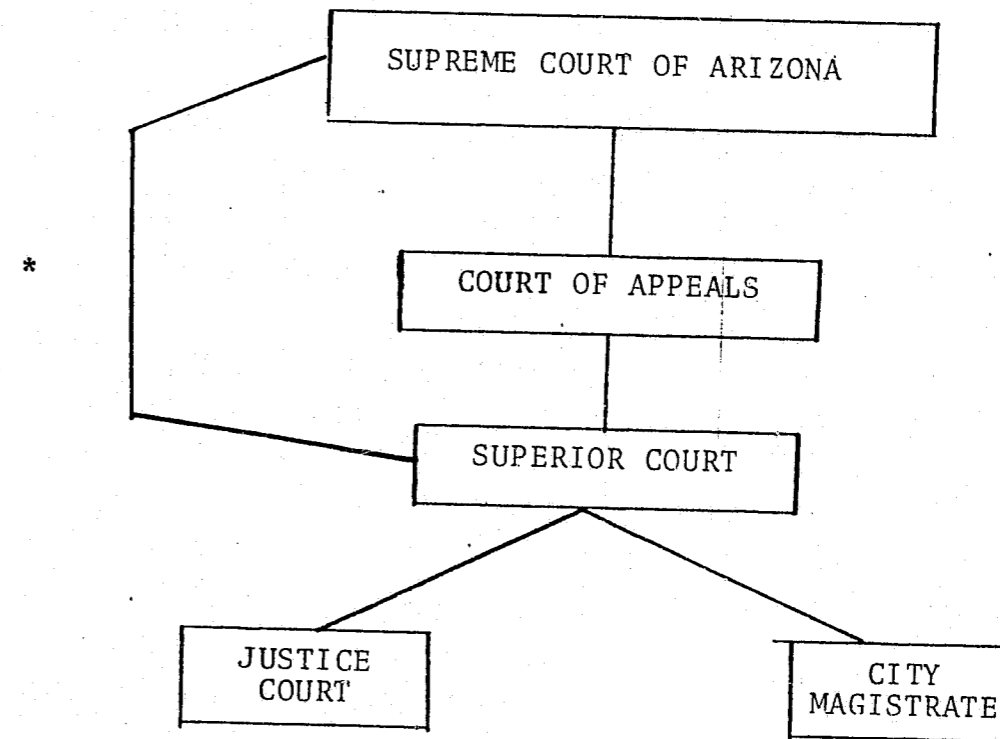 SUPREME COURT OF ARIZONA
*
COURT OF APPEALS
SUPERIOR COURT
JUSTICE
COURT
CITY
MAGISTRATE